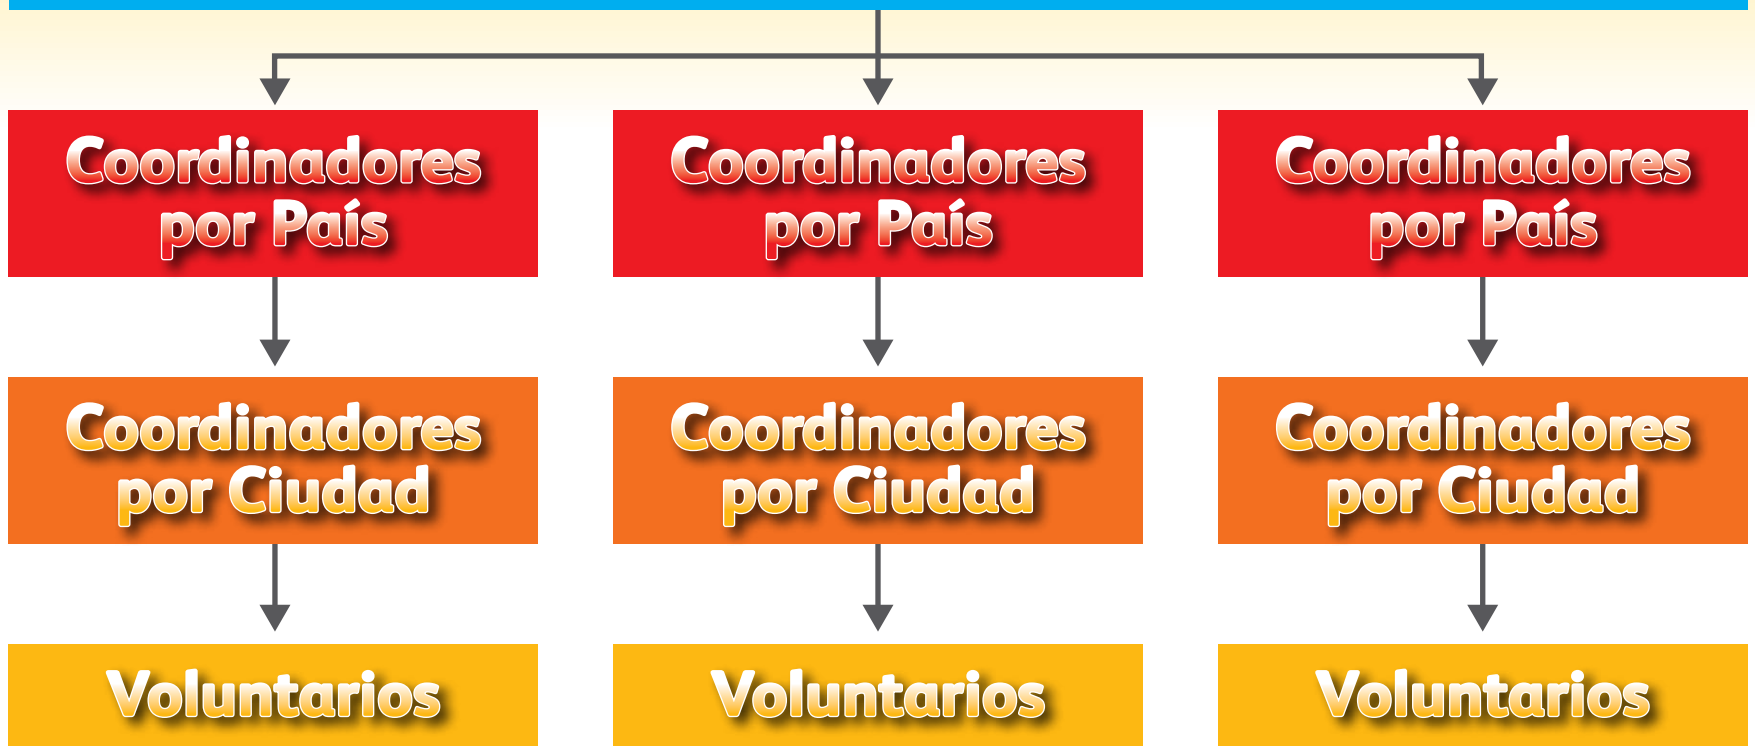 Coordinadores
por País
Coordinadores
por País
Coordinadores
por País
Coordinadores
por Ciudad
Coordinadores
por Ciudad
Coordinadores
por Ciudad
Voluntarios
Voluntarios
Voluntarios